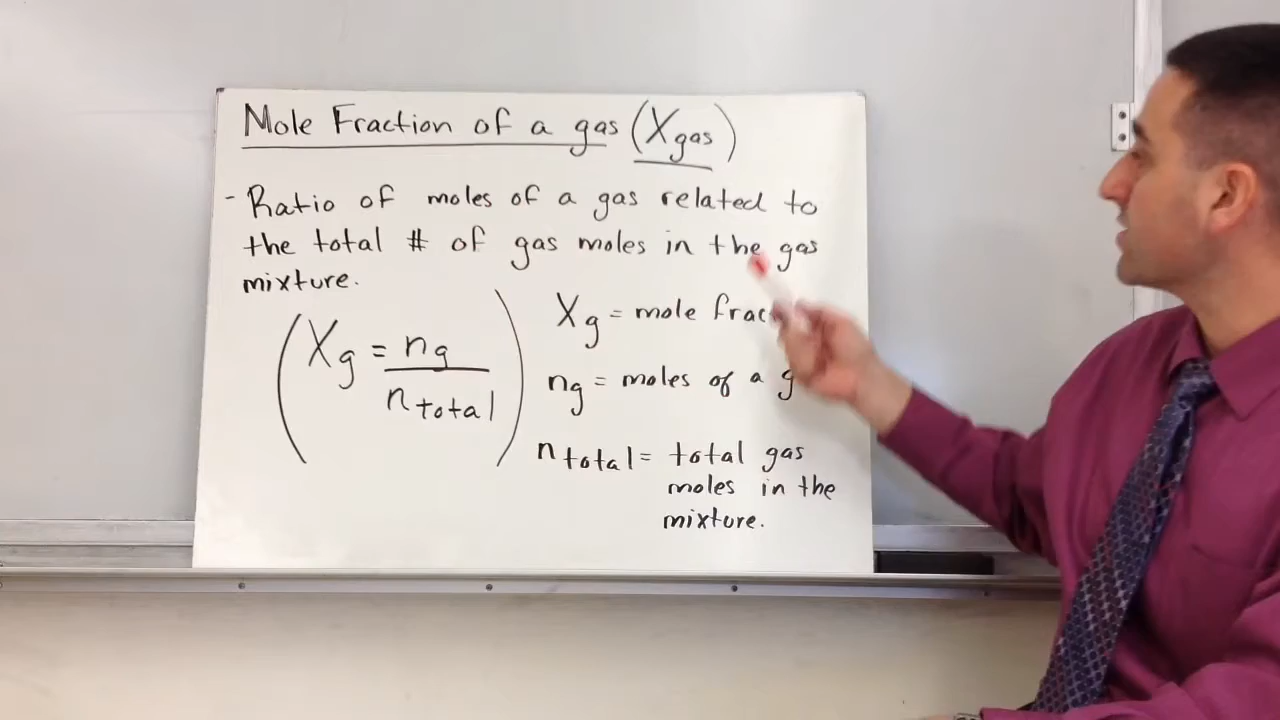 Mole Fraction of a gas (Xgas)
- Ratio of moles of a gas related to
the total # of gas moles in the gas
mixture.
(Xg = ng / ntotal)
Xg = mole
ng = moles of a
ntotal = total gas
moles in the
mixture.